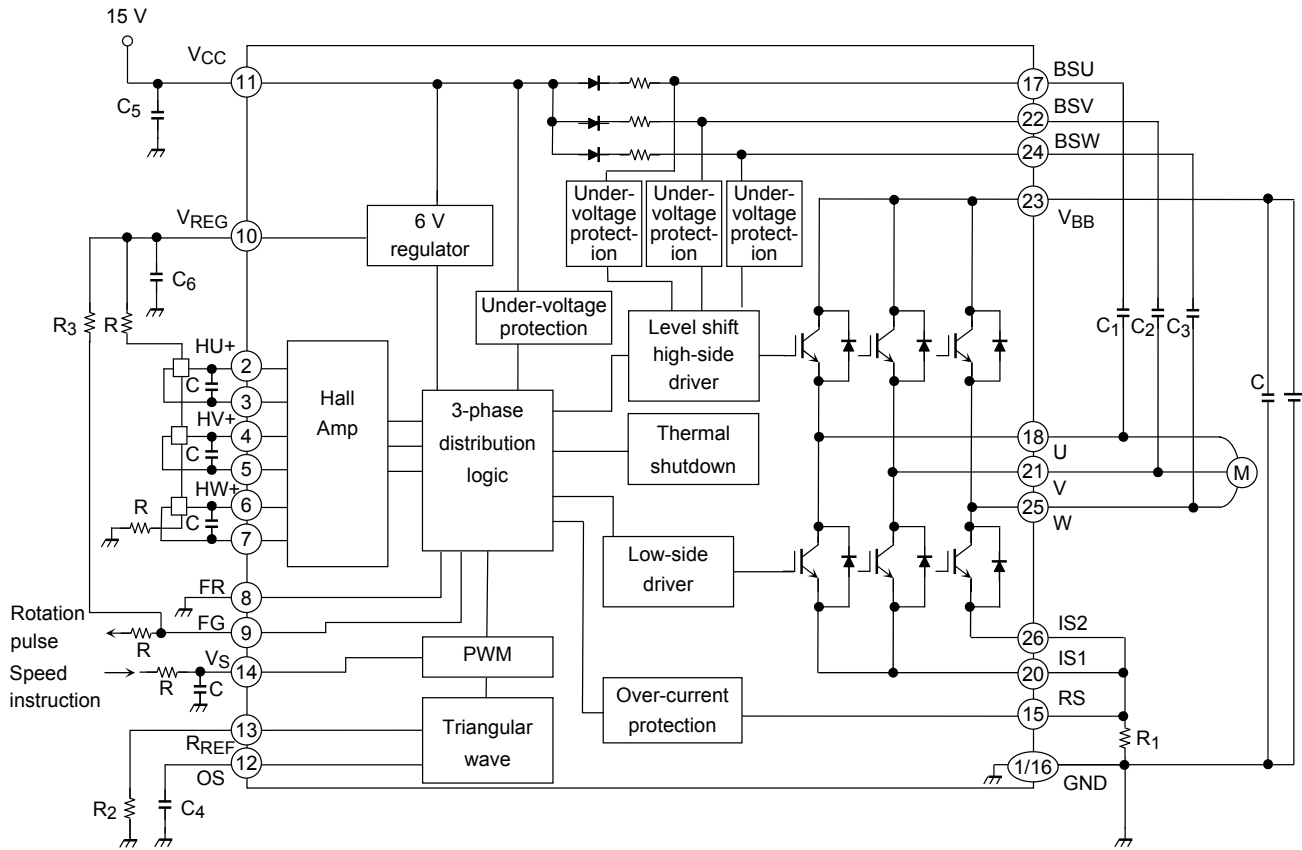 15 V
VCC
11
C5
17
BSU
22
BSV
24
BSW
Under-
voltage
protect-
ion
Under-
voltage
protect-
ion
Under-
voltage
protect-
ion
23
VBB
VREG
10
6 V
regulator
C6
R3
R
Under-voltage
protection
Level shift
high-side
driver
C1
C2
C3
C
HU+
2
C
3
HV+
4
C
5
HW+
6
R
C
7
Hall
Amp
3-phase
distribution
logic
Thermal
shutdown
18
U
21
V
25
W
M
Low-side
driver
FR
8
Rotation
pulse
R
FG
9
Speed
instruction
R
VS
14
C
PWM
26
IS2
20
IS1
15
RS
Over-current
protection
13
RREF
12
OS
Triangular
wave
R1
1/16
GND
R2
C4